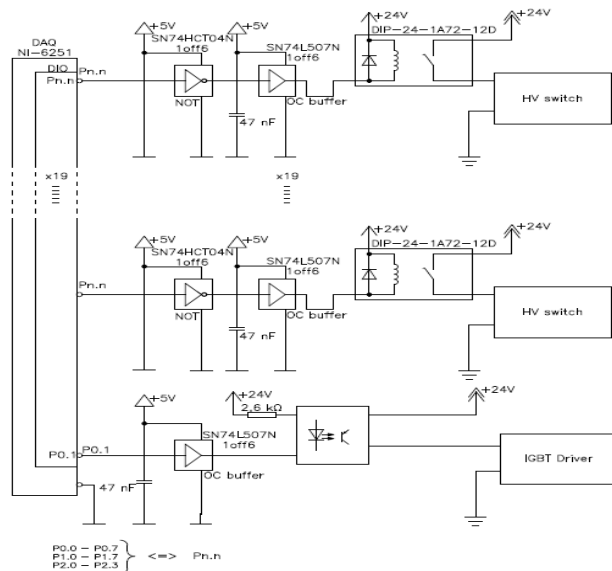 DAQ
NI-6251
DIO
Pn.n
Pn.n
+5V
SN74HCT04N
1off6
NOT
+5V
47 nF
SN74L507N
1off6
OC buffer
+24V
DIP-24-1A72-12D
+24V
HV switch
x19
x19
Pn.n
+5V
SN74HCT04N
1off6
NOT
+5V
47 nF
SN74L507N
1off6
OC buffer
+24V
DIP-24-1A72-12D
+24V
HV switch
P0.1
P0.1
+5V
47 nF
SN74L507N
1off6
OC buffer
+24V
2,6 kΩ
+24V
IGBT Driver
P0.0 - P0.7
P1.0 - P1.7 <=> Pn.n
P2.0 - P2.3